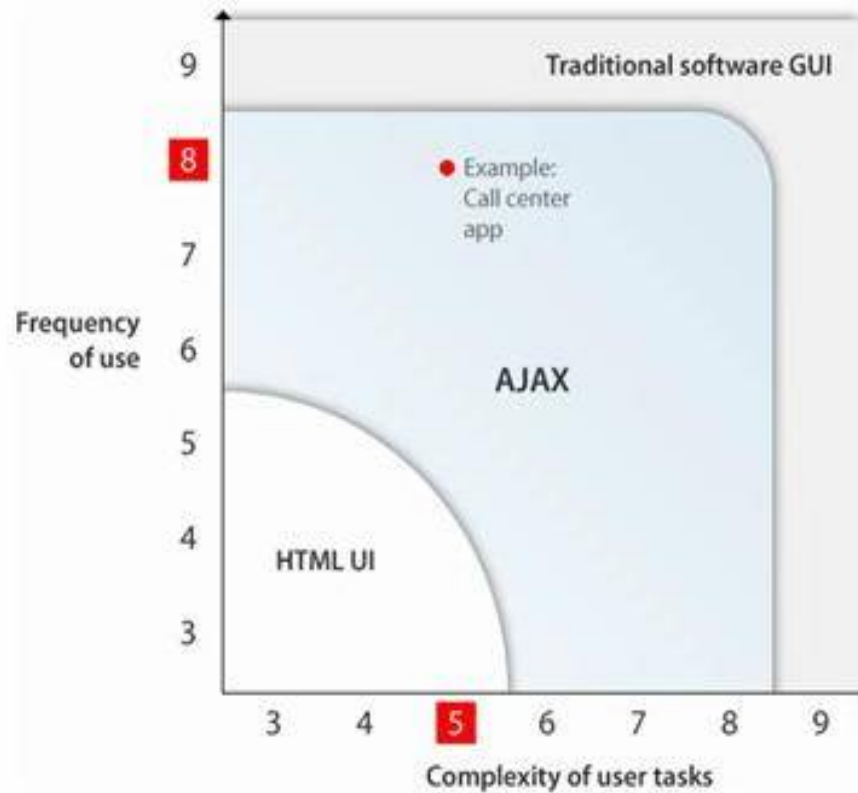 9
Traditional software GUI
8
Example:
Call center
app
7
Frequency
of use
6
AJAX
5
4
HTML UI
3
3 4 5 6 7 8 9
Complexity of user tasks